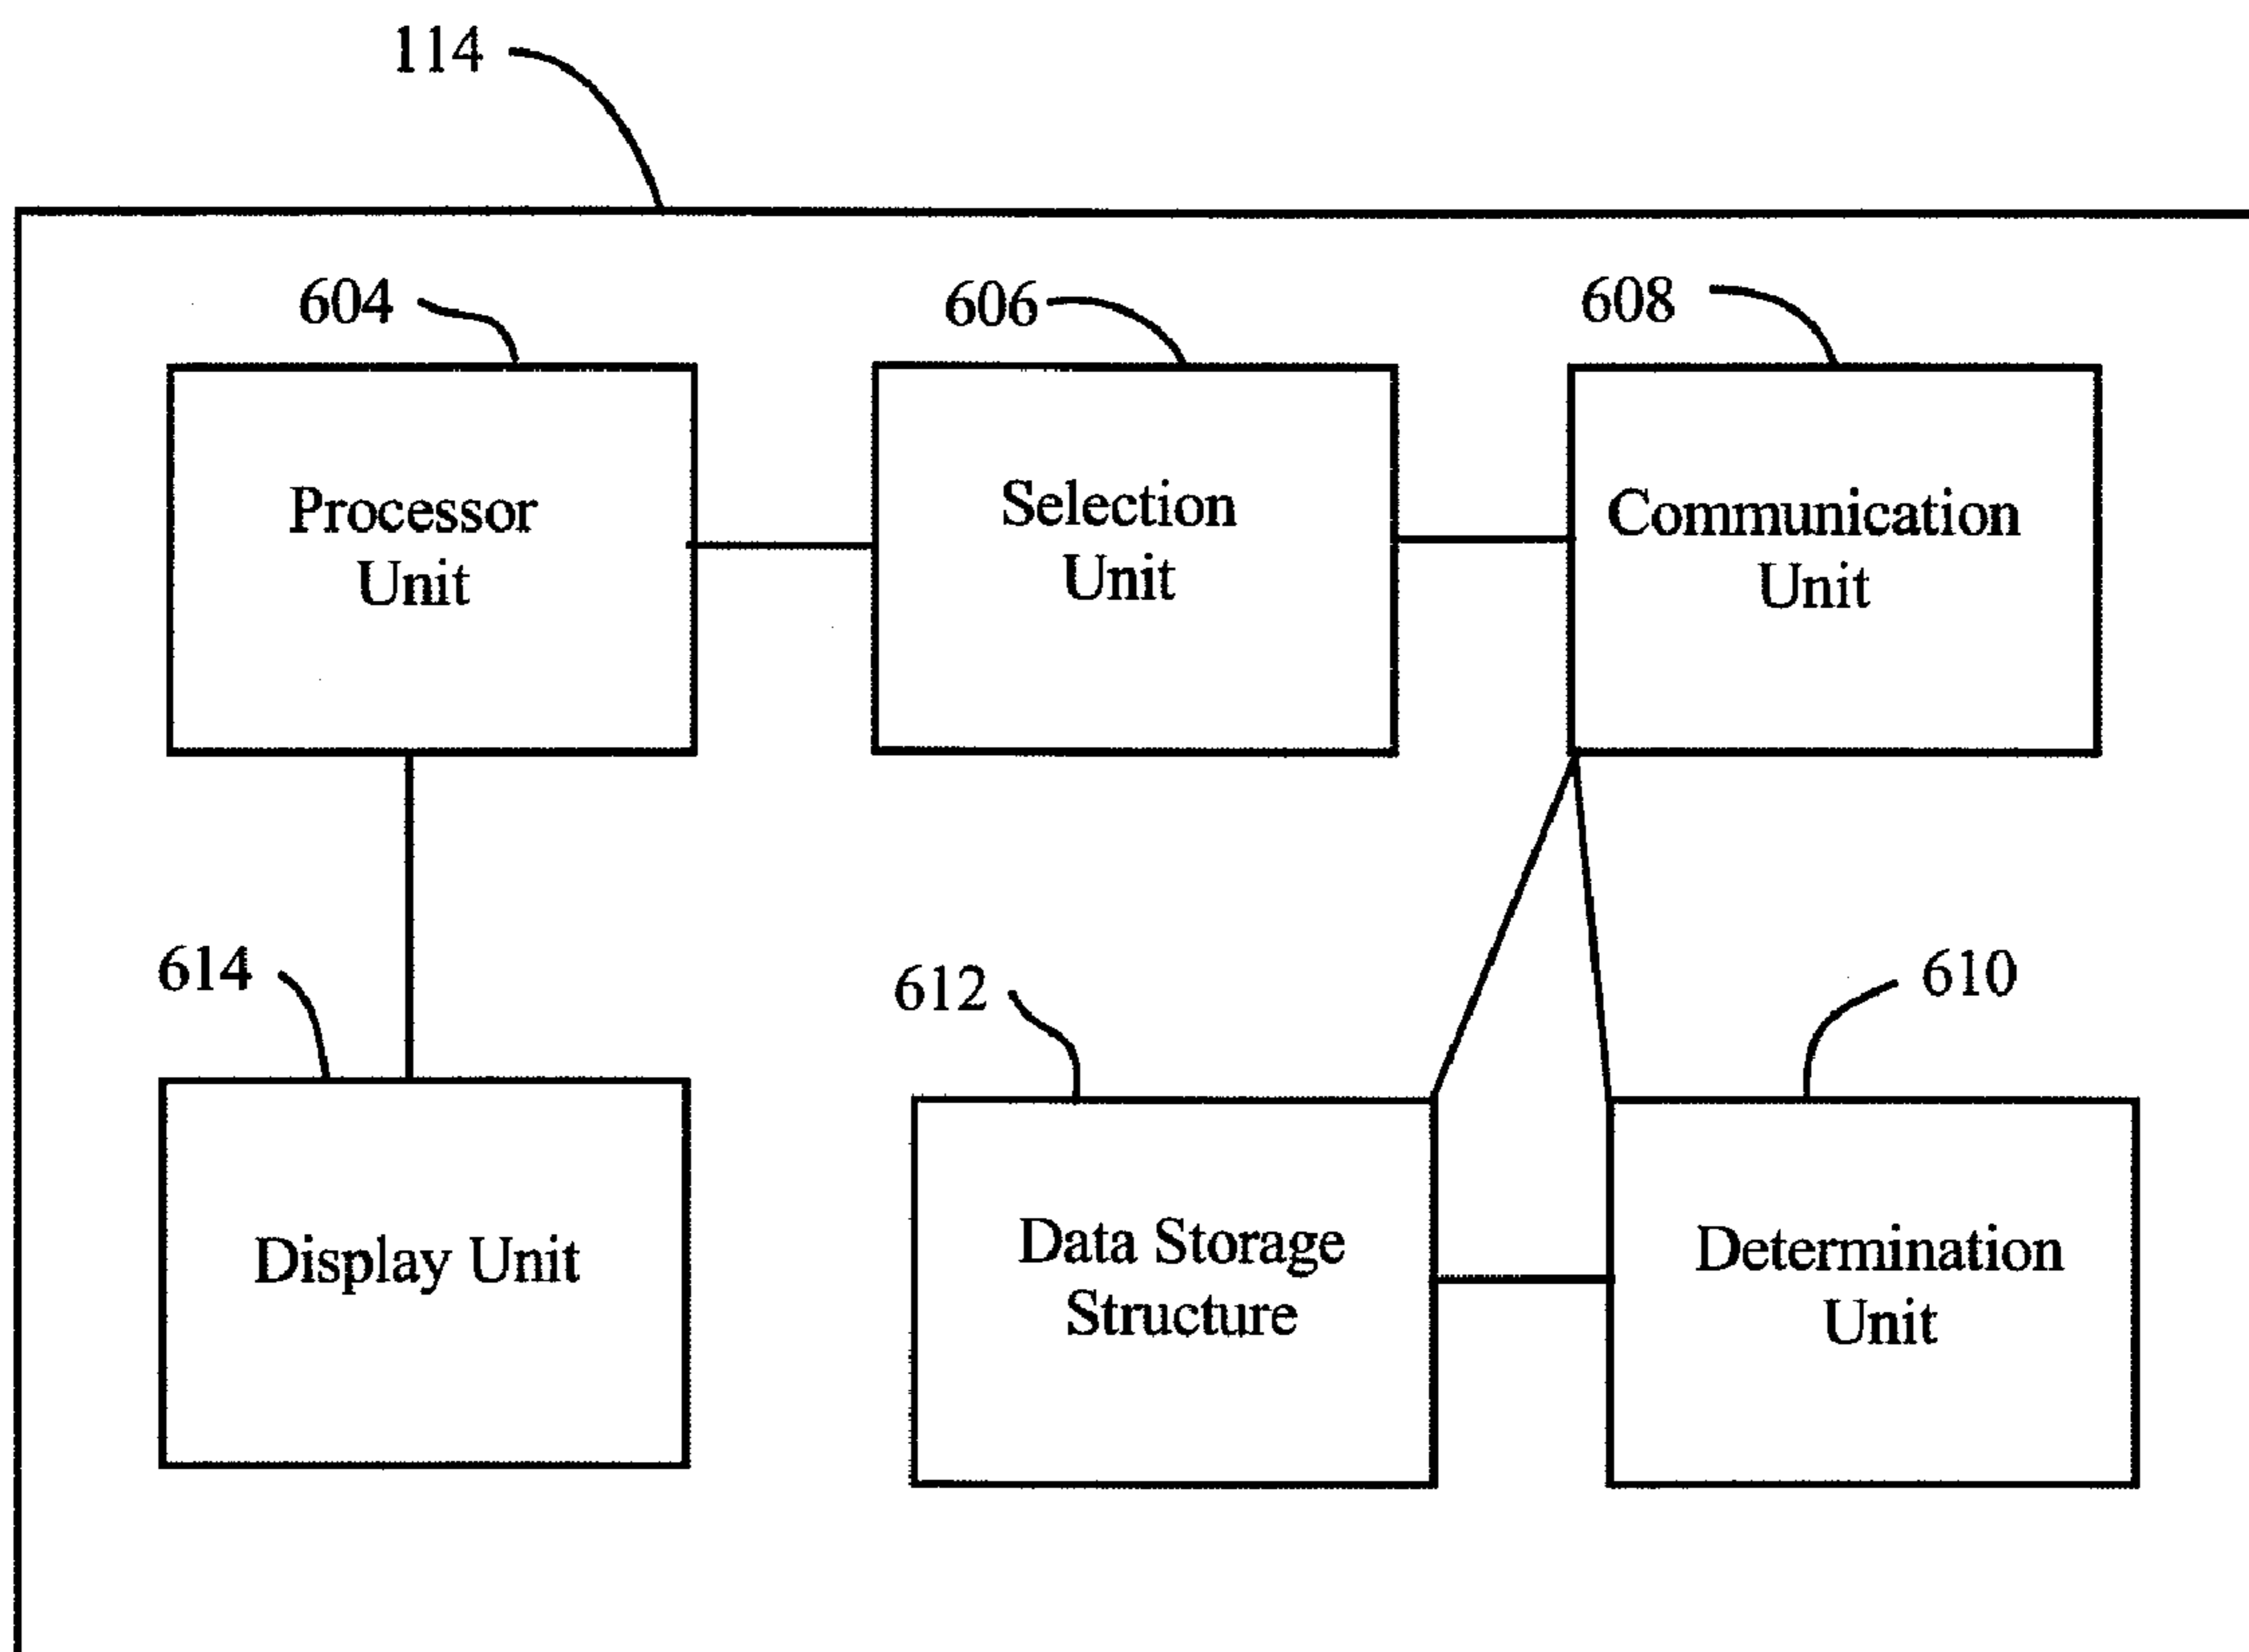 114
604
606
608
Processor
Unit
Selection
Unit
Communication
Unit
614
612
610
Display Unit
Data Storage
Structure
Determination
Unit